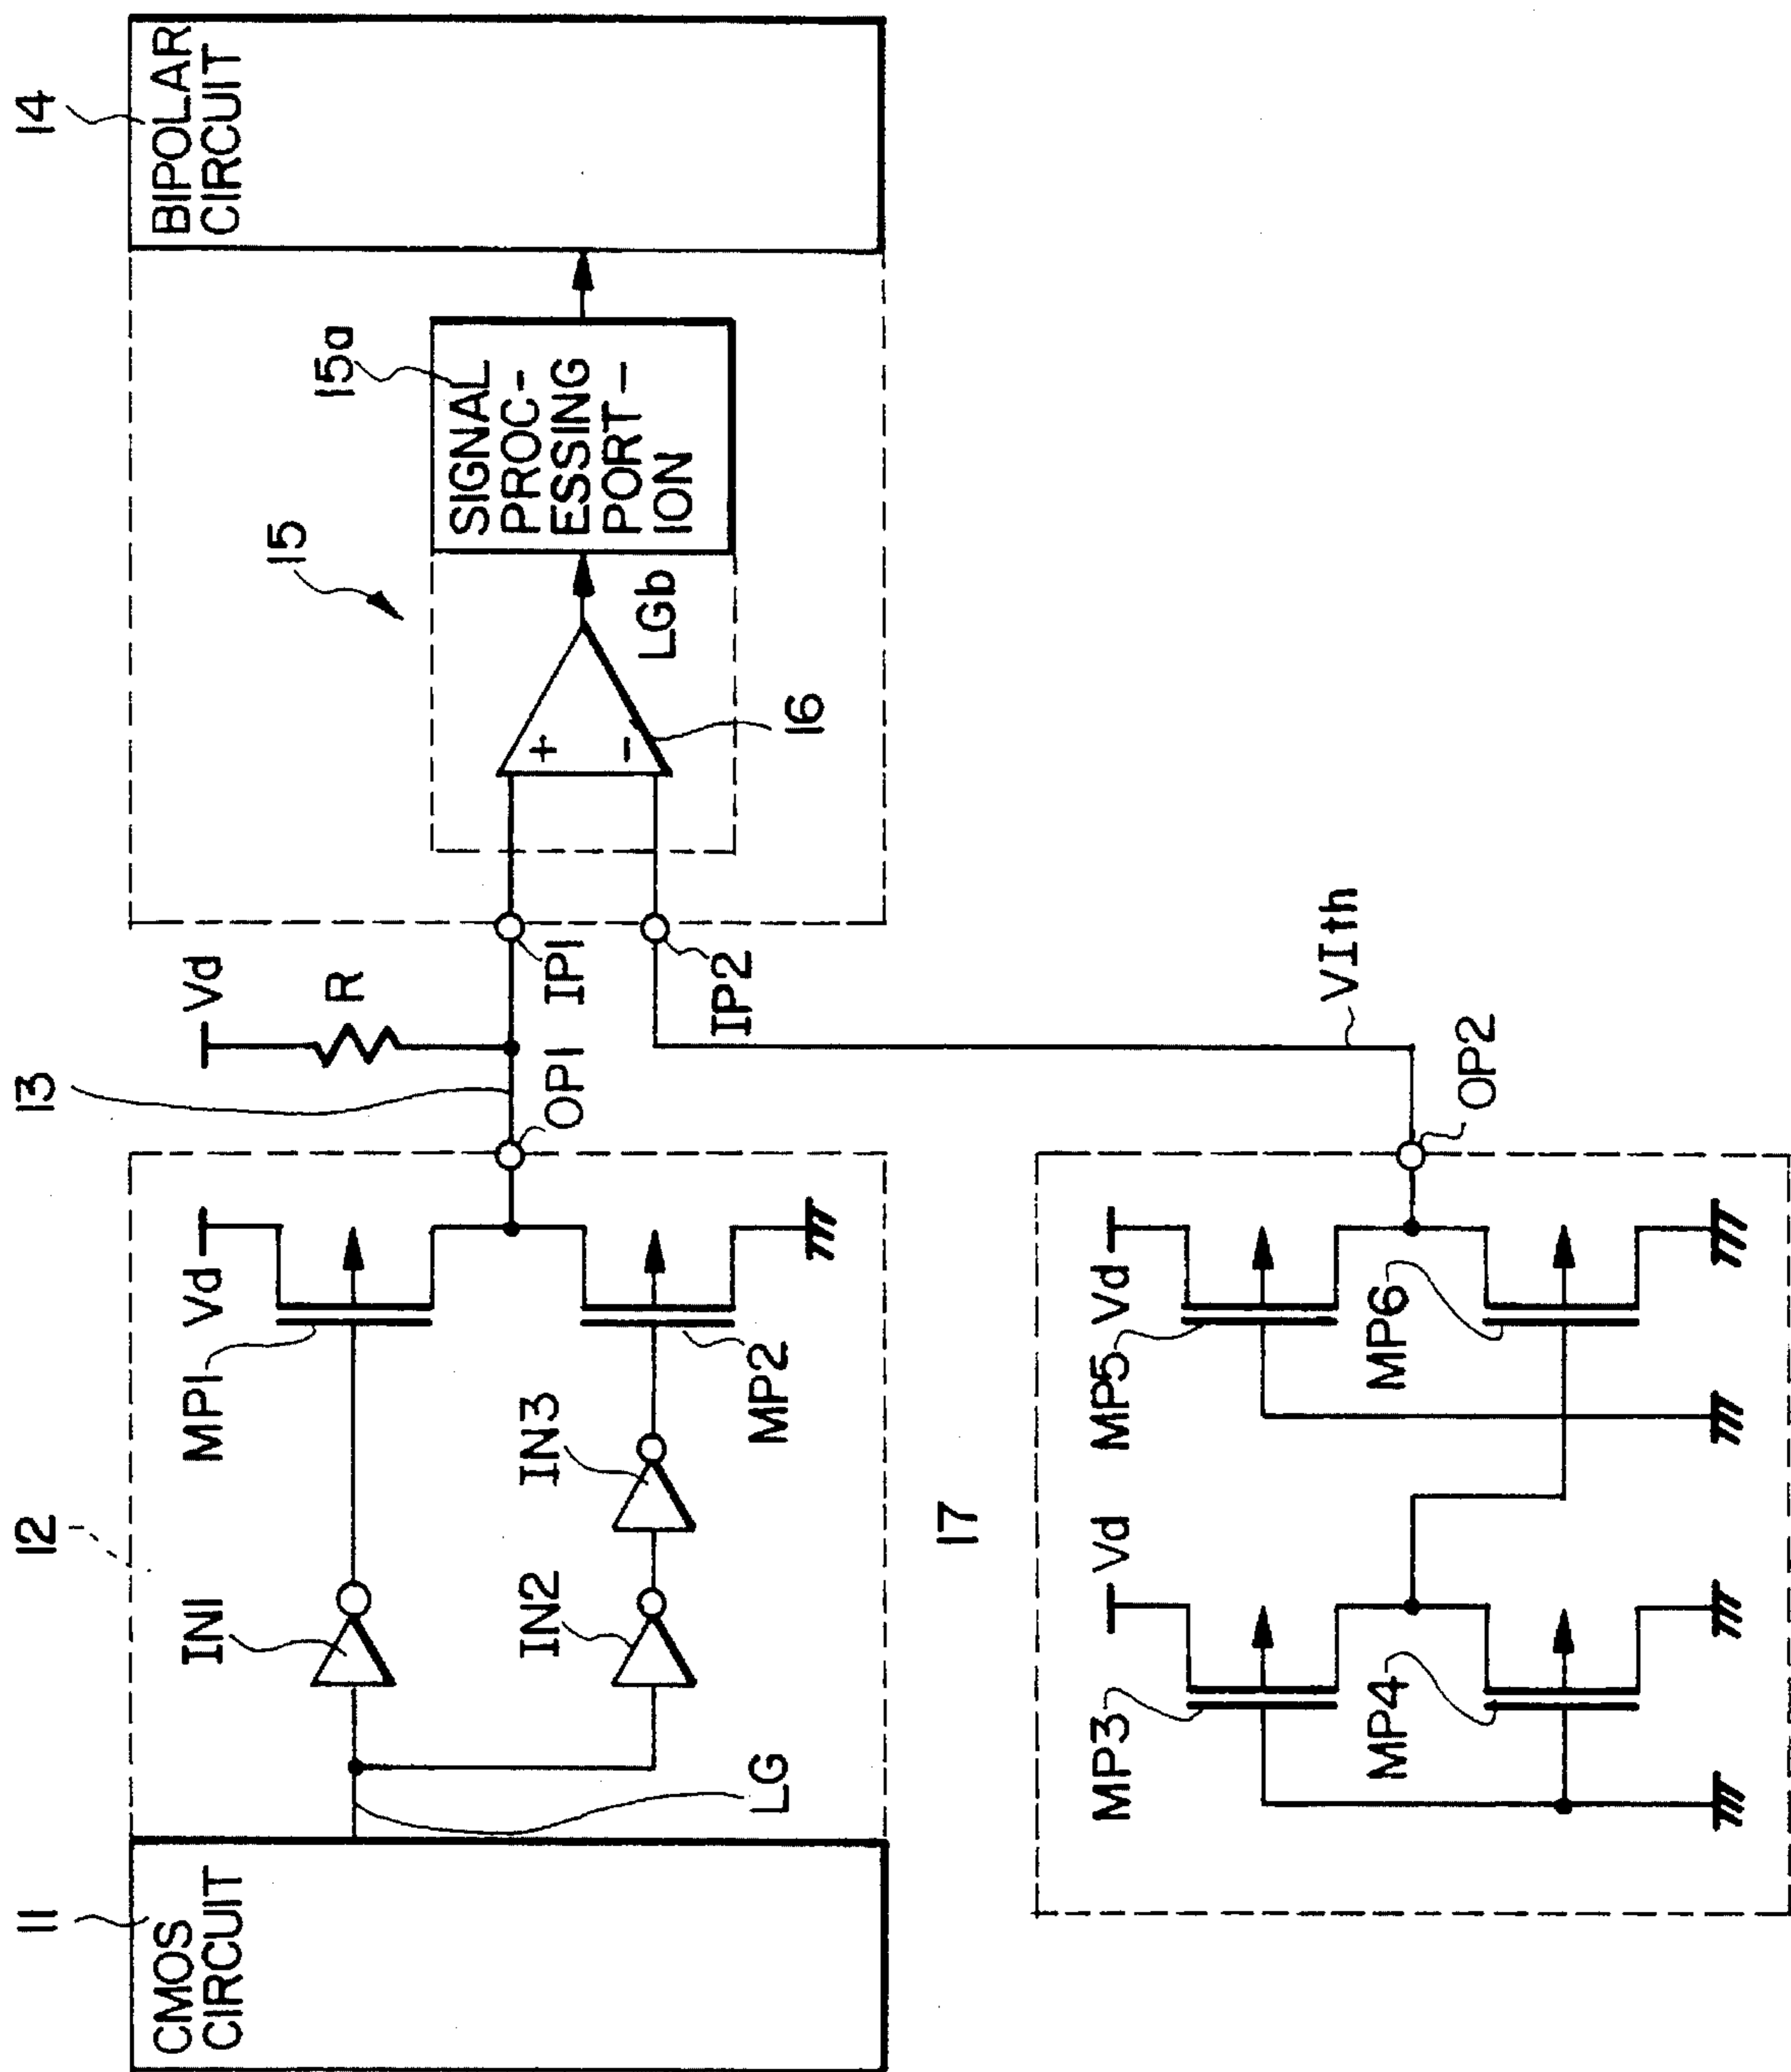 11
CMOS
CIRCUIT
12
LG
IN1
IN2
IN3
MP1
Vd
MP2
OP1
13
Vd
R
IP1
IP2
15
+
-
16
LGb
15a
SIGNAL
PROC-
ESSING
PORT-
ION
14
BIPOLAR
CIRCUIT
17
MP3
Vd
MP4
MP5
Vd
MP6
OP2
VIth